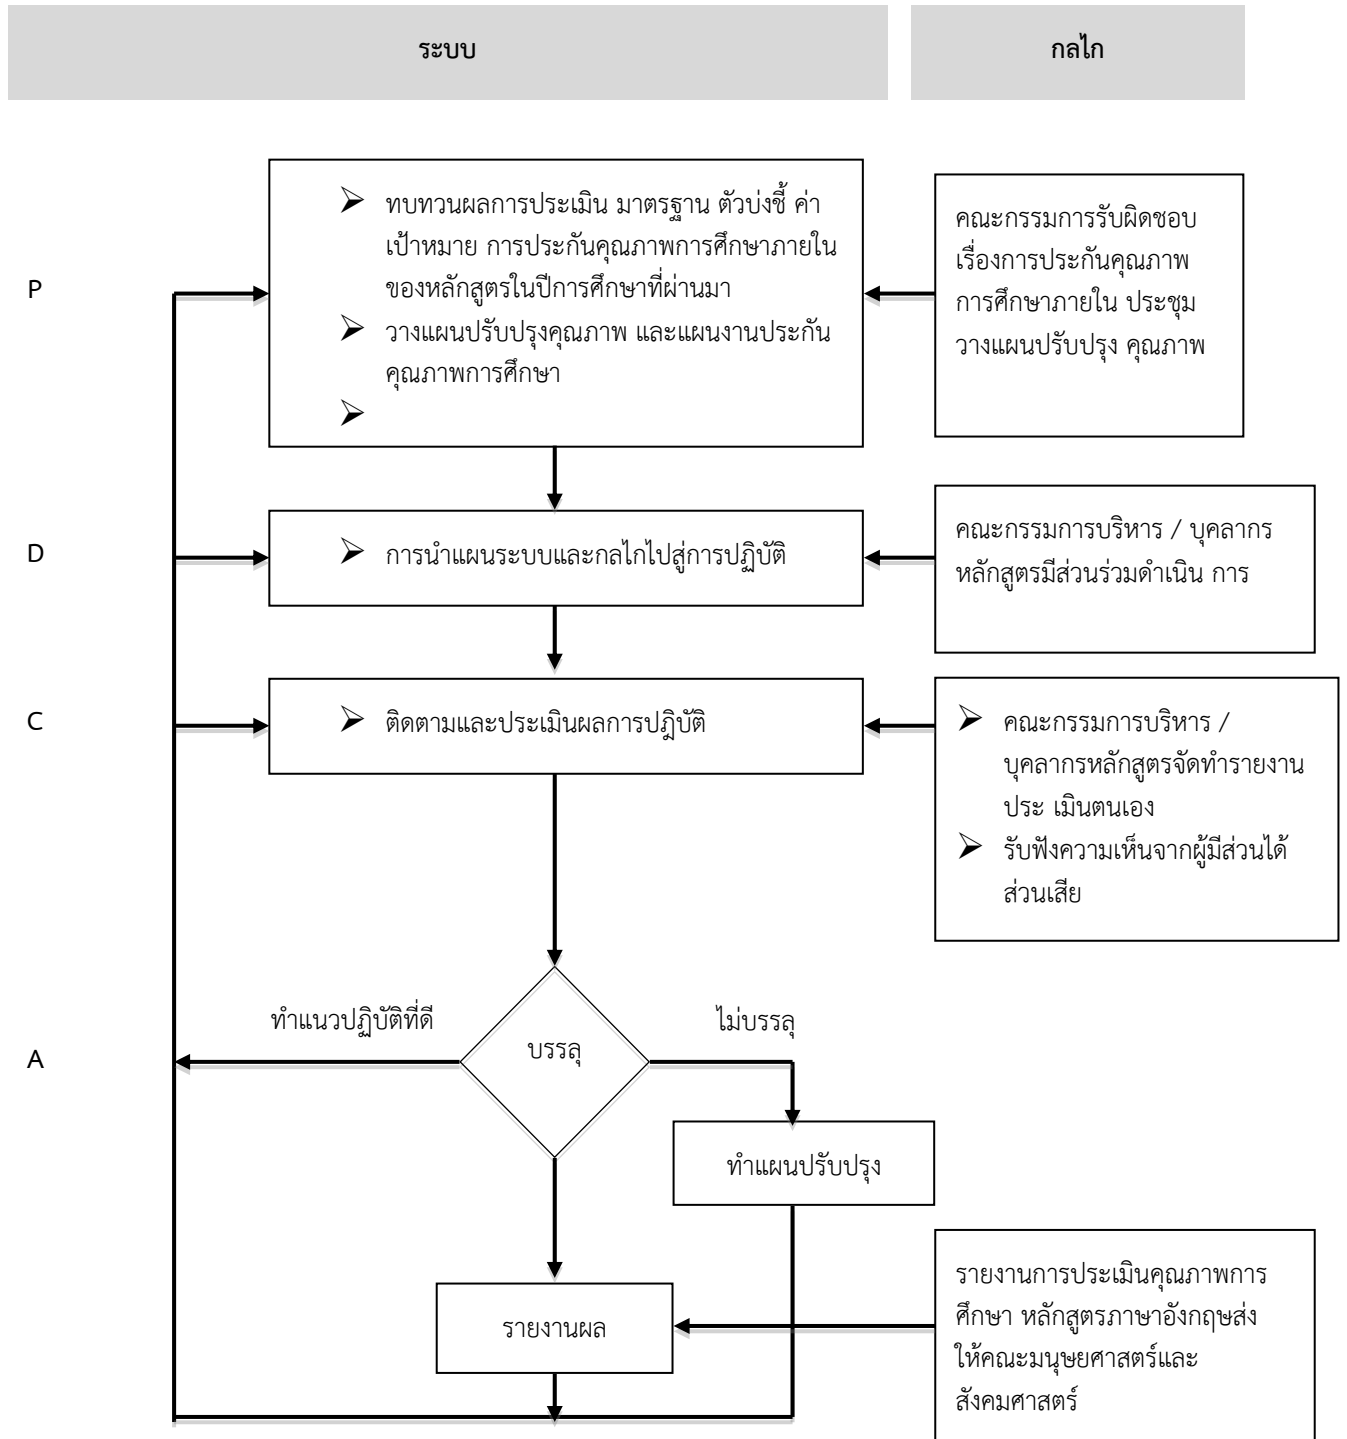 ระบบ
กลไก
P
➢ ทบทวนผลการประเมิน มาตรฐาน ตัวบ่งชี้ ค่า
เป้าหมาย การประกันคุณภาพการศึกษาภายใน
ของหลักสูตรในปีการศึกษาที่ผ่านมา
➢ วางแผนปรับปรุงคุณภาพ และแผนงานประกัน
คุณภาพการศึกษา
➢
คณะกรรมการรับผิดชอบ
เรื่องการประกันคุณภาพ
การศึกษาภายใน ประชุม
วางแผนปรับปรุง คุณภาพ
D
➢ การนำแผนระบบและกลไกไปสู่การปฏิบัติ
คณะกรรมการบริหาร / บุคลากร
หลักสูตรมีส่วนร่วมดำเนิน การ
C
➢ ติดตามและประเมินผลการปฎิบัติ
➢ คณะกรรมการบริหาร /
บุคลากรหลักสูตรจัดทำรายงาน
ประ เมินตนเอง
➢ รับฟังความเห็นจากผู้มีส่วนได้
ส่วนเสีย
A
ทำแนวปฏิบัติที่ดี
บรรลุ
ไม่บรรลุ
ทำแผนปรับปรุง
รายงานผล
รายงานการประเมินคุณภาพการ
ศึกษา หลักสูตรภาษาอังกฤษส่ง
ให้คณะมนุษยศาสตร์และ
สังคมศาสตร์